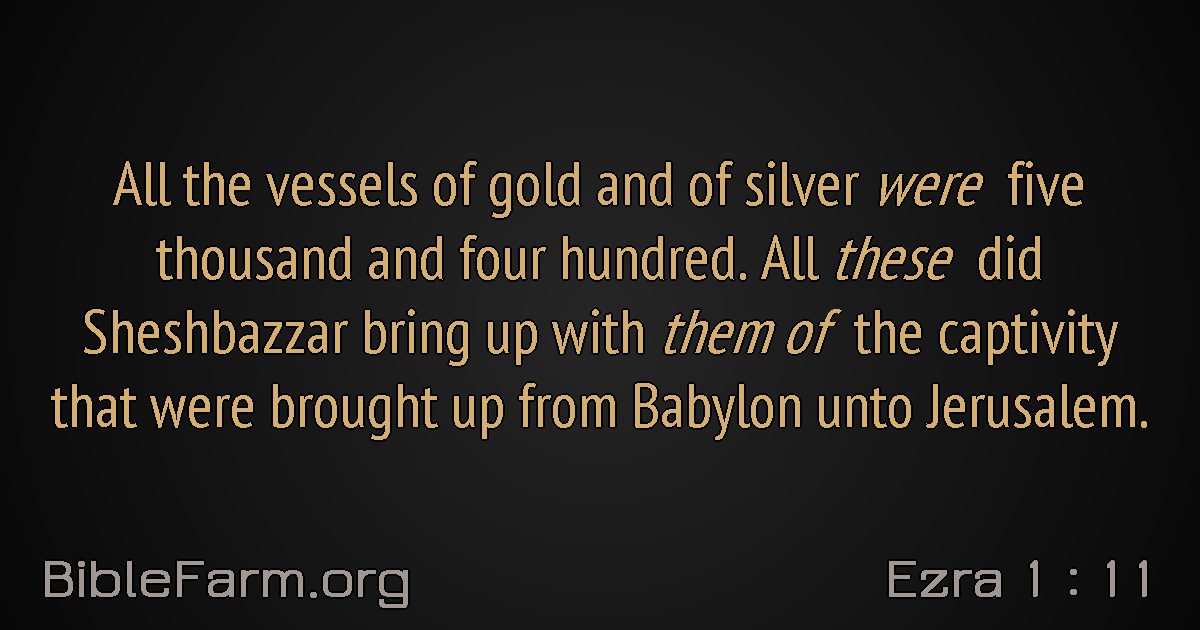 All the vessels of gold and of silver were five
thousand and four hundred. All these did
Sheshbazzar bring up with them of the captivity
that were brought up from Babylon unto Jerusalem.
BibleFarm.org
Ezra 1 : 11